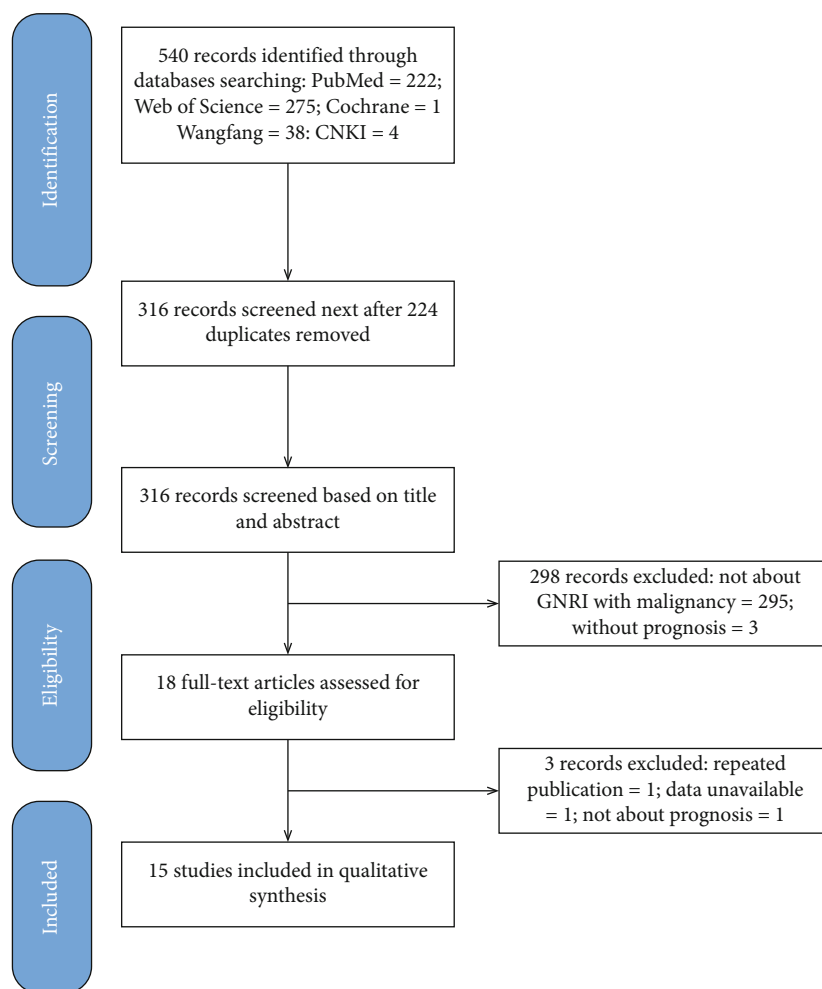 Identification
540 records identified through
databases searching: PubMed = 222;
Web of Science = 275; Cochrane = 1
Wangfang = 38: CNKI = 4
316 records screened next after 224
duplicates removed
Screening
316 records screened based on title
and abstract
298 records excluded: not about
GNRI with malignancy = 295;
without prognosis = 3
Eligibility
18 full-text articles assessed for
eligibility
3 records excluded: repeated
publication = 1; data unavailable
= 1; not about prognosis = 1
Included
15 studies included in qualitative
synthesis